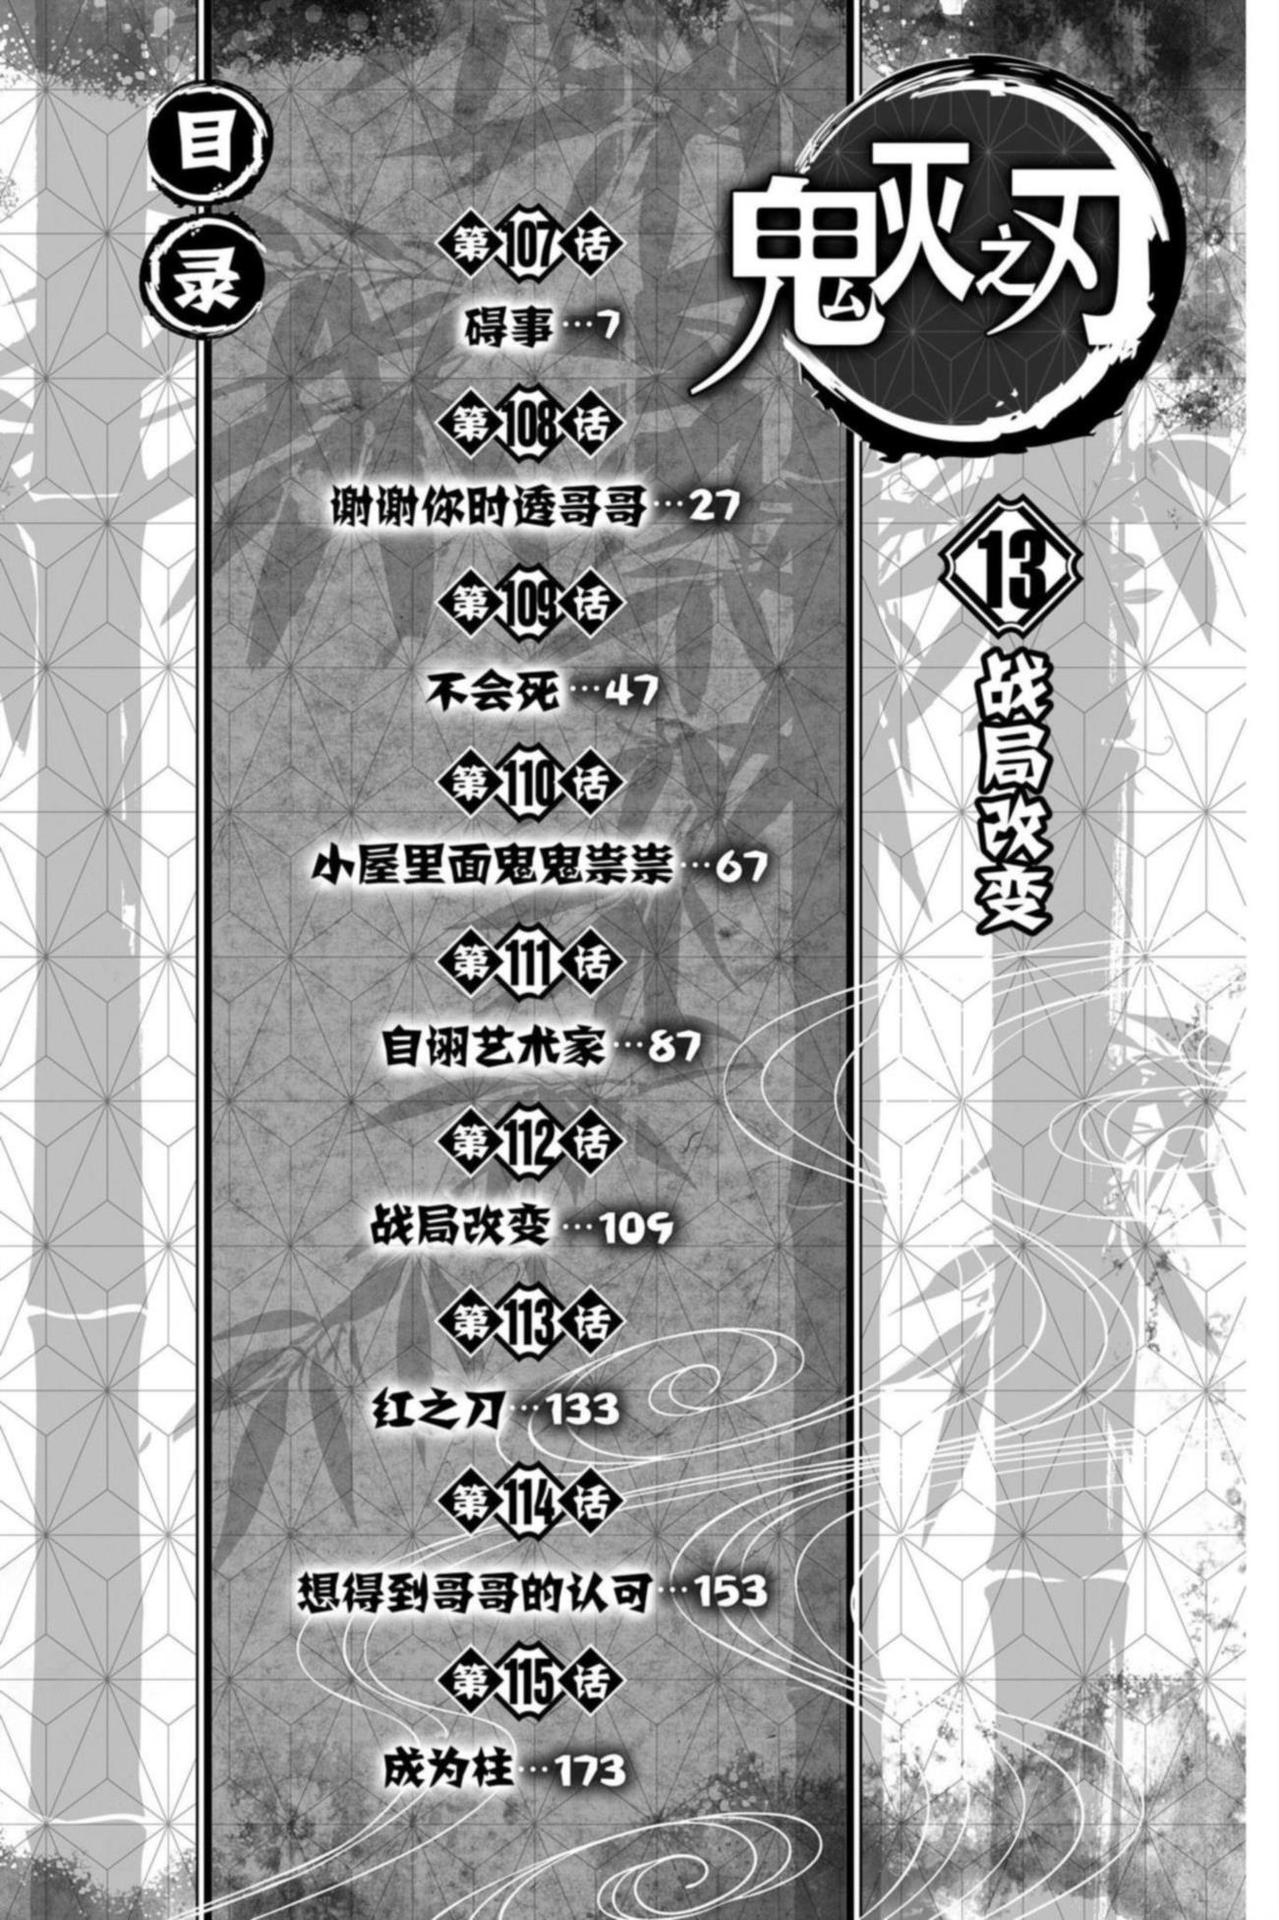 鬼灭之刃
13
战局改变
目录
第107话
碍事…7
第108话
谢谢你时透哥哥…27
第109话
不会死…47
第110话
小屋里面鬼鬼祟祟…67
第111话
自诩艺术家…87
第112话
战局改变…109
第113话
红之刀…133
第114话
想得到哥哥的认可…153
第115话
成为柱…173